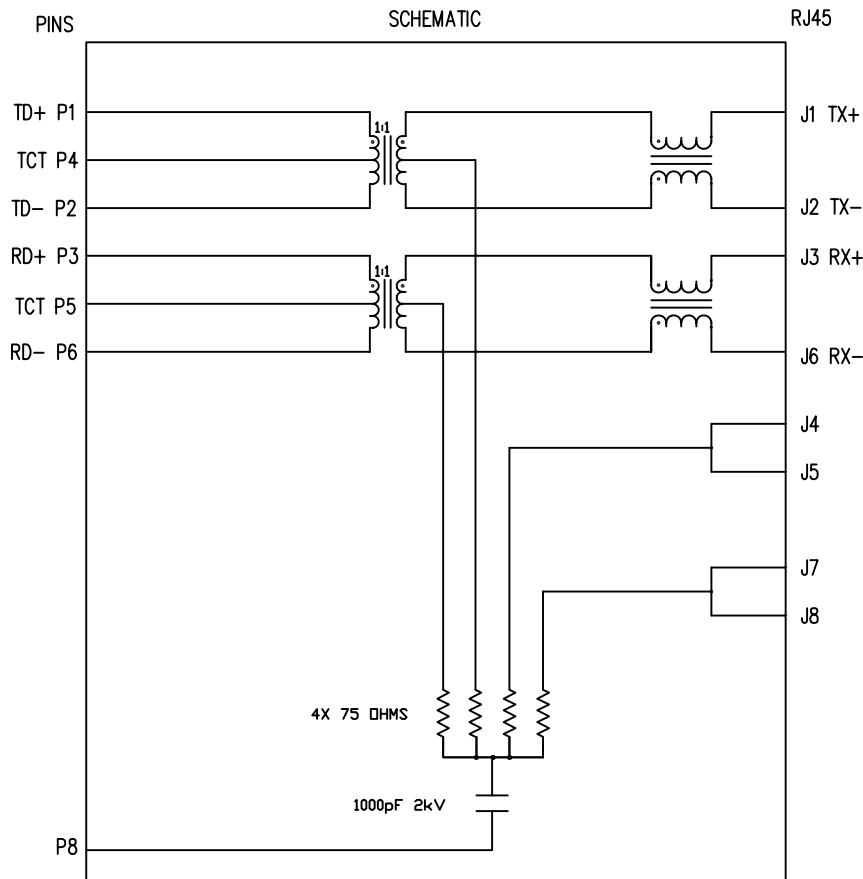 PINS
SCHEMATIC
RJ45
TD+ P1
1:1
J1 TX+
TCT P4
TD- P2
J2 TX-
RD+ P3
1:1
J3 RX+
TCT P5
RD- P6
J6 RX-
J4
J5
J7
J8
4X 75 OHMS
1000pF 2kV
P8